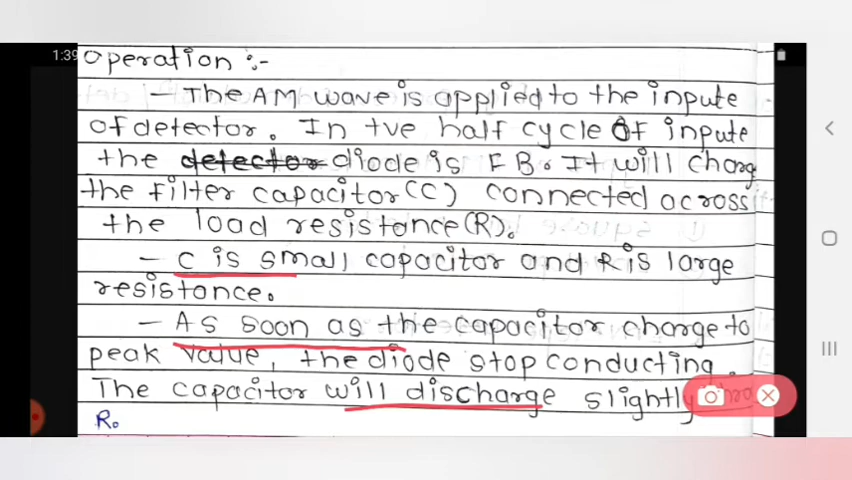 1:39
Operation :-
- The AM wave is applied to the inpute
of detector. In +ve half cycle of inpute
the detector diode is FB. It will charg
the filter capacitor (C) connected across
the load resistance (R).
- C is small capacitor and R is large
resistance.
- As soon as the capacitor charge to
peak value, the diode stop conducting.
The capacitor will discharge slightly
R.